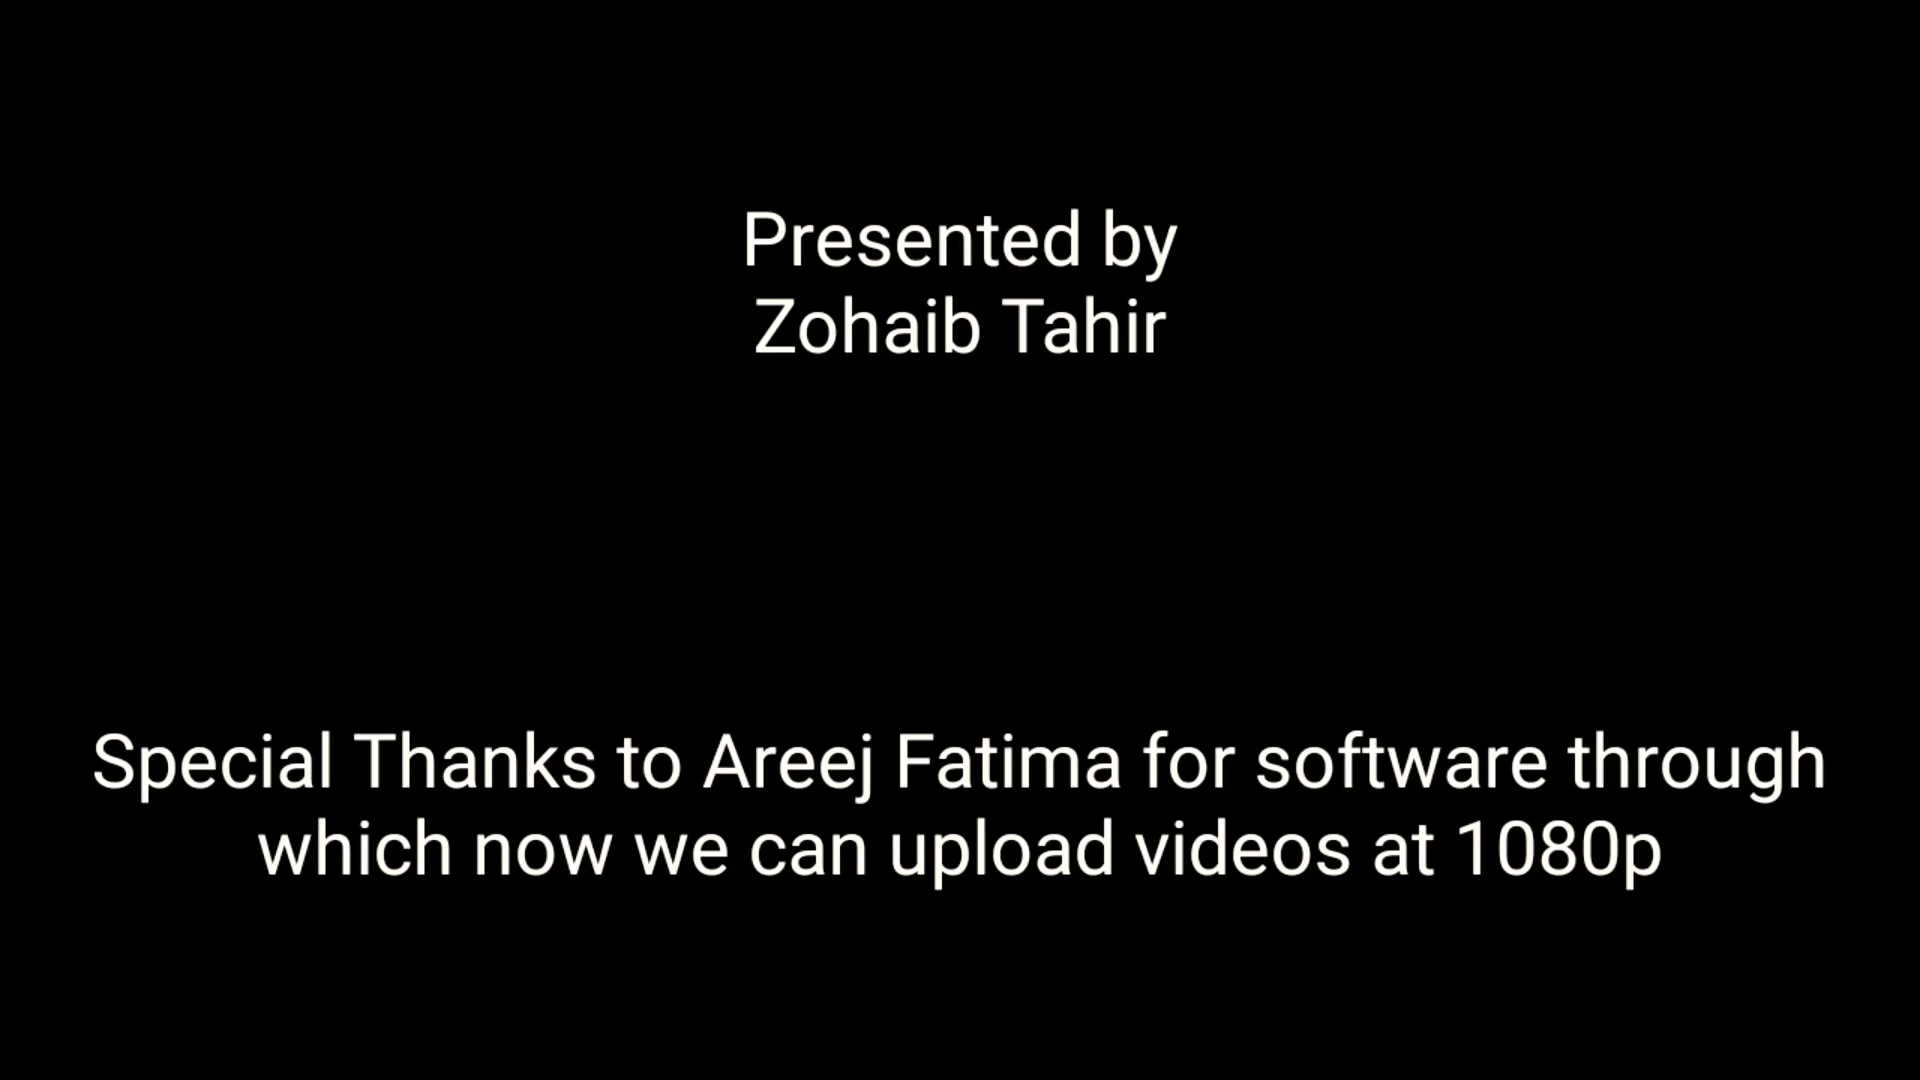 Presented by
Zohaib Tahir
Special Thanks to Areej Fatima for software through
which now we can upload videos at 1080p